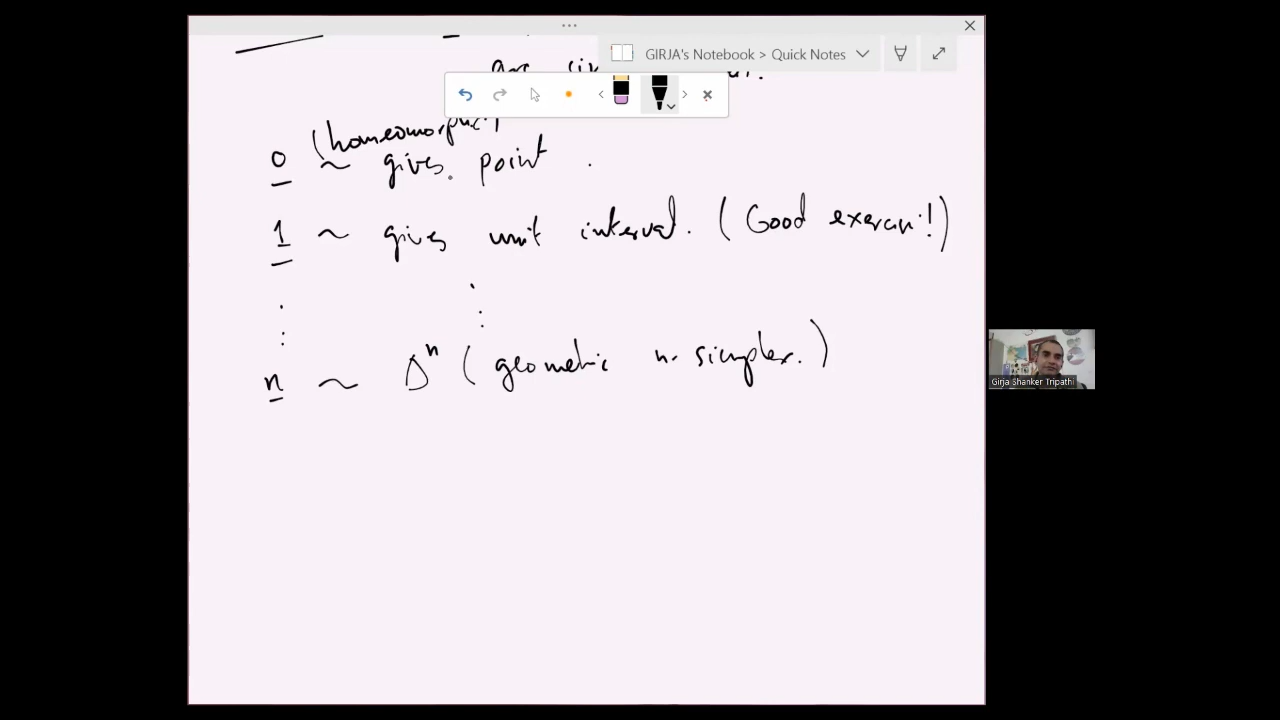 GIRJA's Notebook > Quick Notes
are
(homeomorphic)
0 ~ gives point .
1 ~ gives unit interval. (Good exercise!)
n ~ Δⁿ (geometric n-simplex.)
Girja Shanker Tripathi